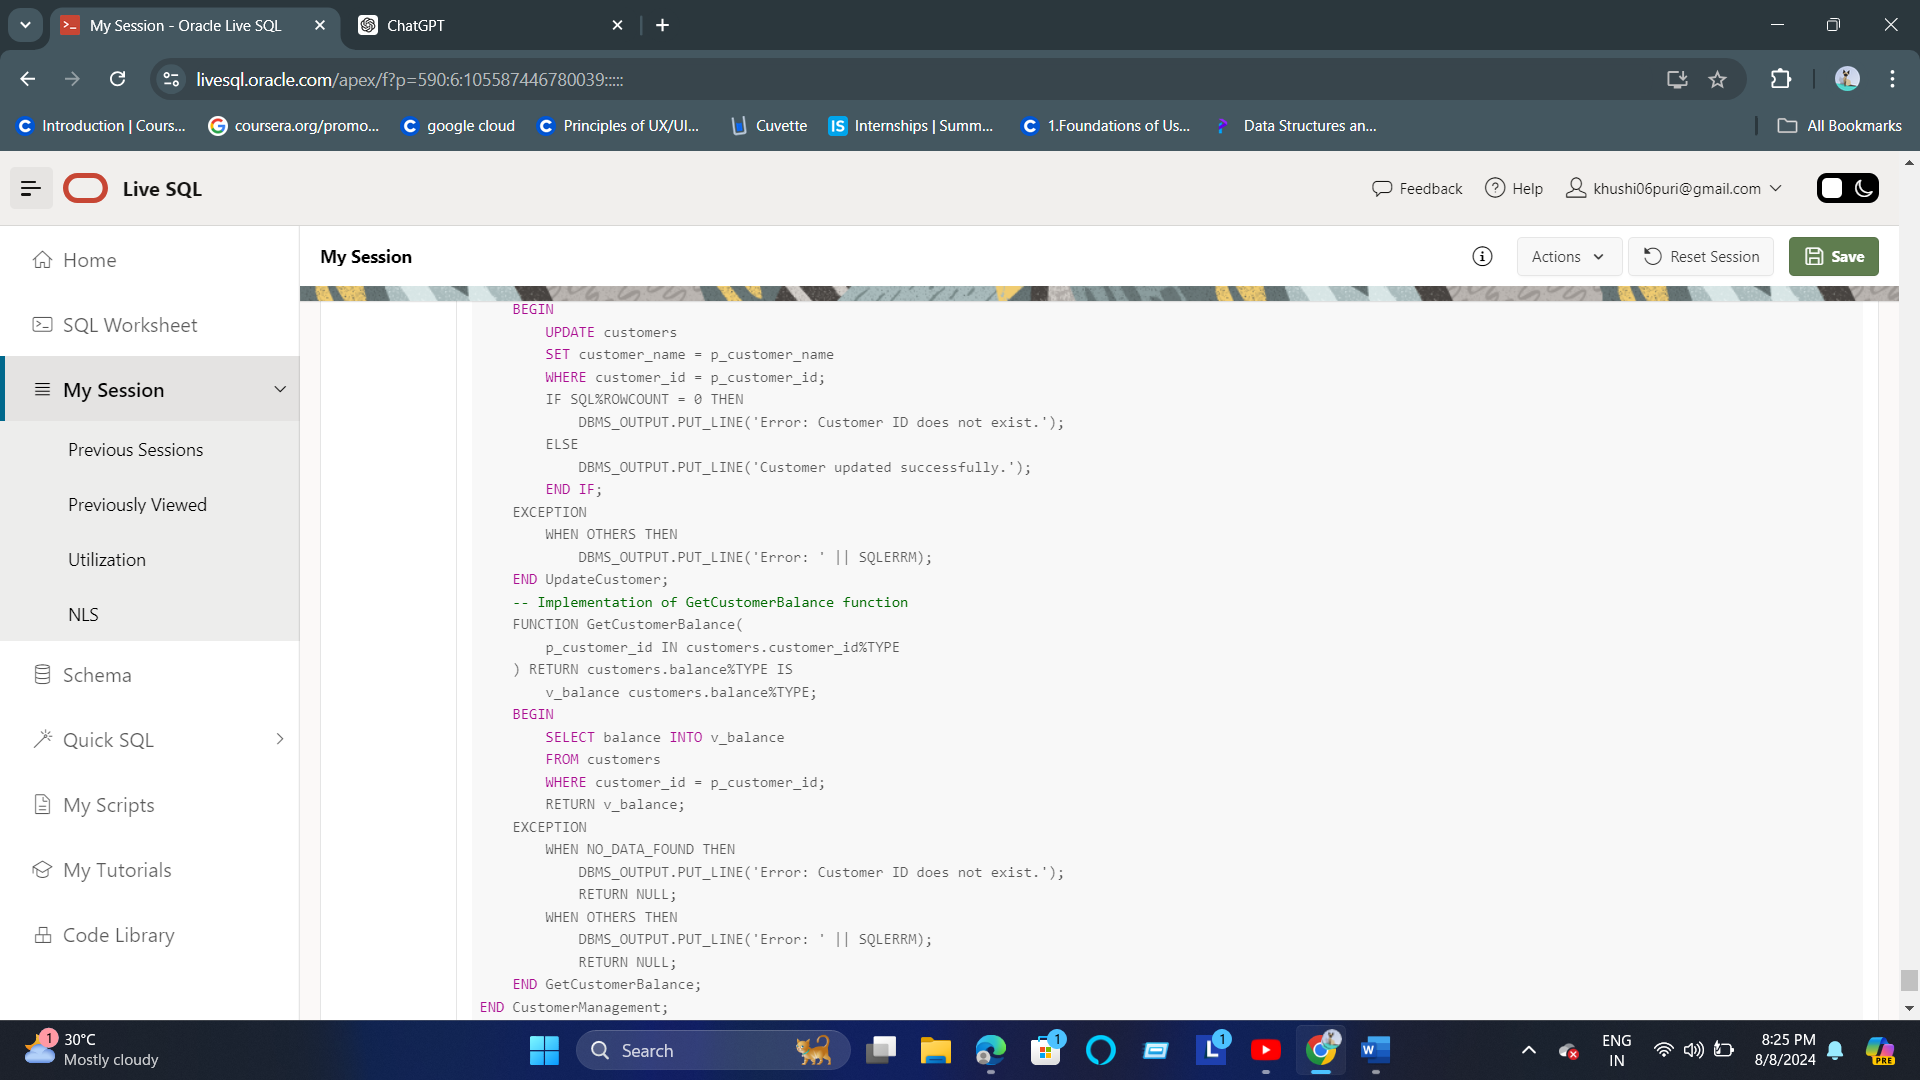 My Session - Oracle Live SQL
ChatGPT
livesql.oracle.com/apex/f?p=590:6:105587446780039:::::
Introduction | Cours...
coursera.org/promo...
google cloud
Principles of UX/UI...
Cuvette
IS Internships | Summ...
1.Foundations of Us...
Data Structures an...
All Bookmarks
Live SQL
Feedback
Help
khushi06puri@gmail.com
Home
SQL Worksheet
My Session
Previous Sessions
Previously Viewed
Utilization
NLS
Schema
Quick SQL
My Scripts
My Tutorials
Code Library
My Session
Actions
Reset Session
Save
BEGIN
UPDATE customers
SET customer_name = p_customer_name
WHERE customer_id = p_customer_id;
IF SQL%ROWCOUNT = 0 THEN
DBMS_OUTPUT.PUT_LINE('Error: Customer ID does not exist.');
ELSE
DBMS_OUTPUT.PUT_LINE('Customer updated successfully.');
END IF;
EXCEPTION
WHEN OTHERS THEN
DBMS_OUTPUT.PUT_LINE('Error: ' || SQLERRM);
END UpdateCustomer;
-- Implementation of GetCustomerBalance function
FUNCTION GetCustomerBalance(
p_customer_id IN customers.customer_id%TYPE
) RETURN customers.balance%TYPE IS
v_balance customers.balance%TYPE;
BEGIN
SELECT balance INTO v_balance
FROM customers
WHERE customer_id = p_customer_id;
RETURN v_balance;
EXCEPTION
WHEN NO_DATA_FOUND THEN
DBMS_OUTPUT.PUT_LINE('Error: Customer ID does not exist.');
RETURN NULL;
WHEN OTHERS THEN
DBMS_OUTPUT.PUT_LINE('Error: ' || SQLERRM);
RETURN NULL;
END GetCustomerBalance;
END CustomerManagement;
1
30°C
Mostly cloudy
Search
1
L
1
W
ENG
IN
8:25 PM
8/8/2024
PRE